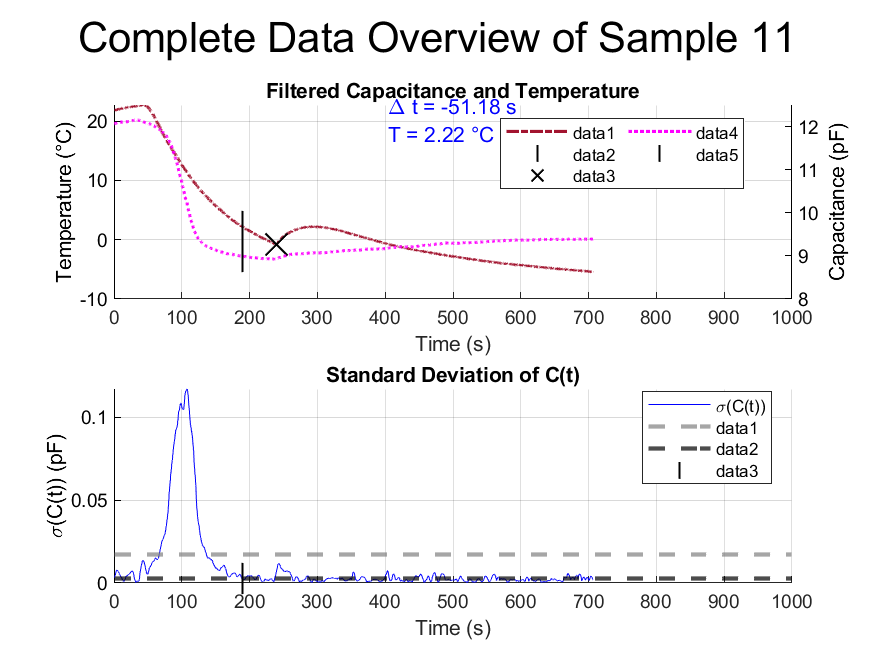 Complete Data Overview of Sample 11
Filtered Capacitance and Temperature
Δ t = -51.18 s
T = 2.22 °C
data1
data2
data3
data4
data5
Temperature (°C)
20
10
0
-10
Capacitance (pF)
12
11
10
9
8
0 100 200 300 400 500 600 700 800 900 1000
Time (s)
Standard Deviation of C(t)
σ(C(t))
data1
data2
data3
σ(C(t)) (pF)
0.1
0.05
0
0 100 200 300 400 500 600 700 800 900 1000
Time (s)